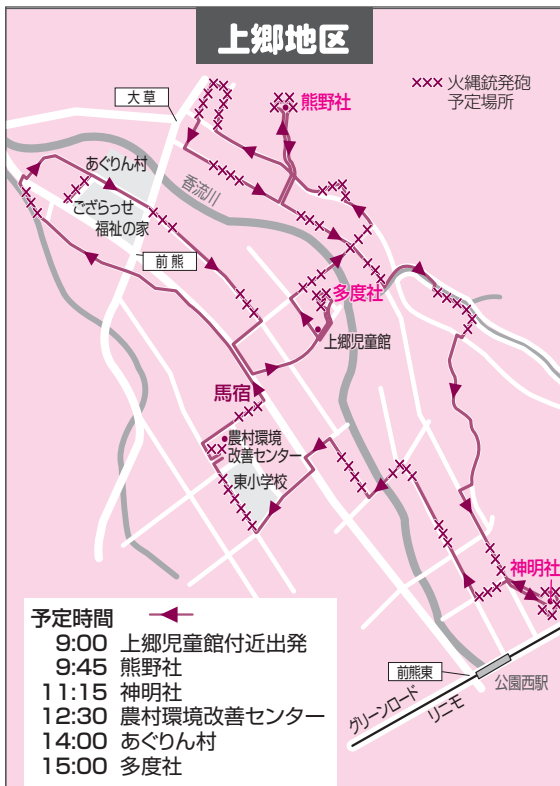 上郷地区
火縄銃発砲
予定場所
大草
熊野社
香流川
あぐりん村
ござらっせ
福祉の家
前熊
多度社
上郷児童館
馬宿
農村環境
改善センター
東小学校
神明社
前熊東
公園西駅
グリーンロード
リニモ
予定時間
9:00 上郷児童館付近出発
9:45 熊野社
11:15 神明社
12:30 農村環境改善センター
14:00 あぐりん村
15:00 多度社